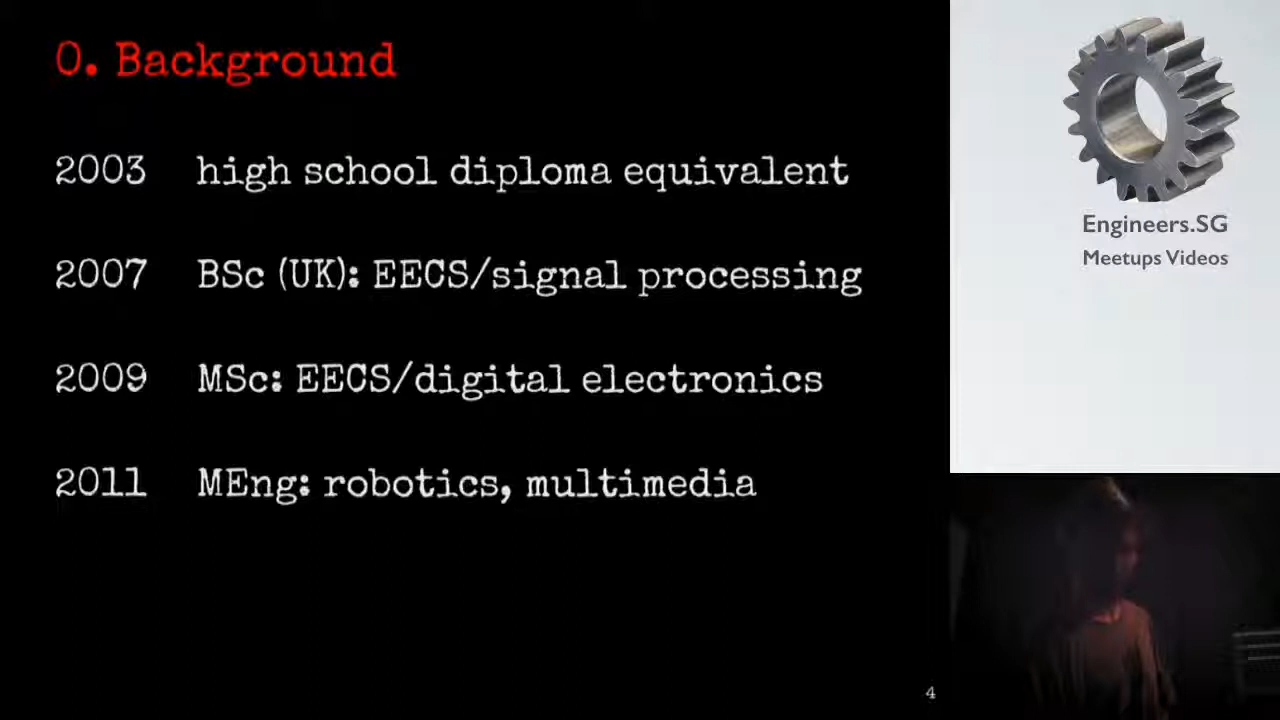 0. Background
2003 high school diploma equivalent
2007 BSc (UK): EECS/signal processing
2009 MSc: EECS/digital electronics
2011 MEng: robotics, multimedia
4
Engineers.SG
Meetups Videos